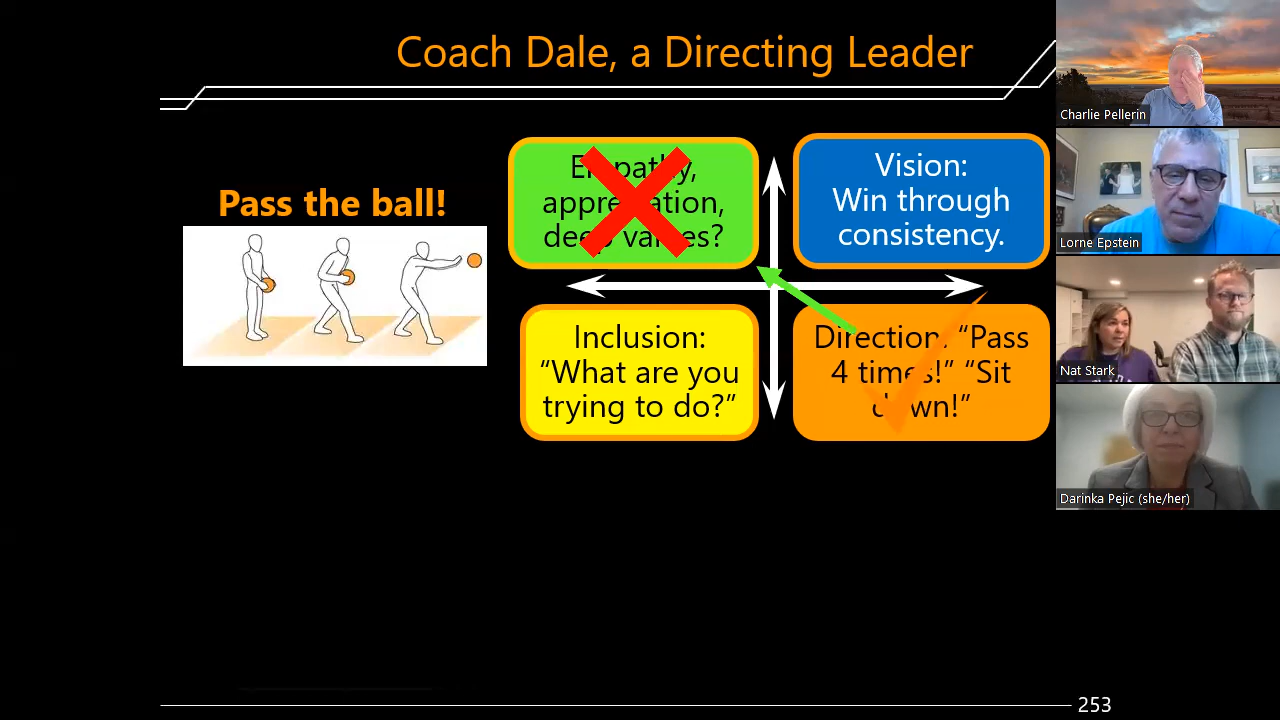 Coach Dale, a Directing Leader
Pass the ball!
Empathy,
appreciation,
deep values?
Vision:
Win through
consistency.
Inclusion:
“What are you
trying to do?”
Direction: “Pass
4 times!” “Sit
down!”
253
Charlie Pellerin
Lorne Epstein
Nat Stark
Darinka Pejic (she/her)